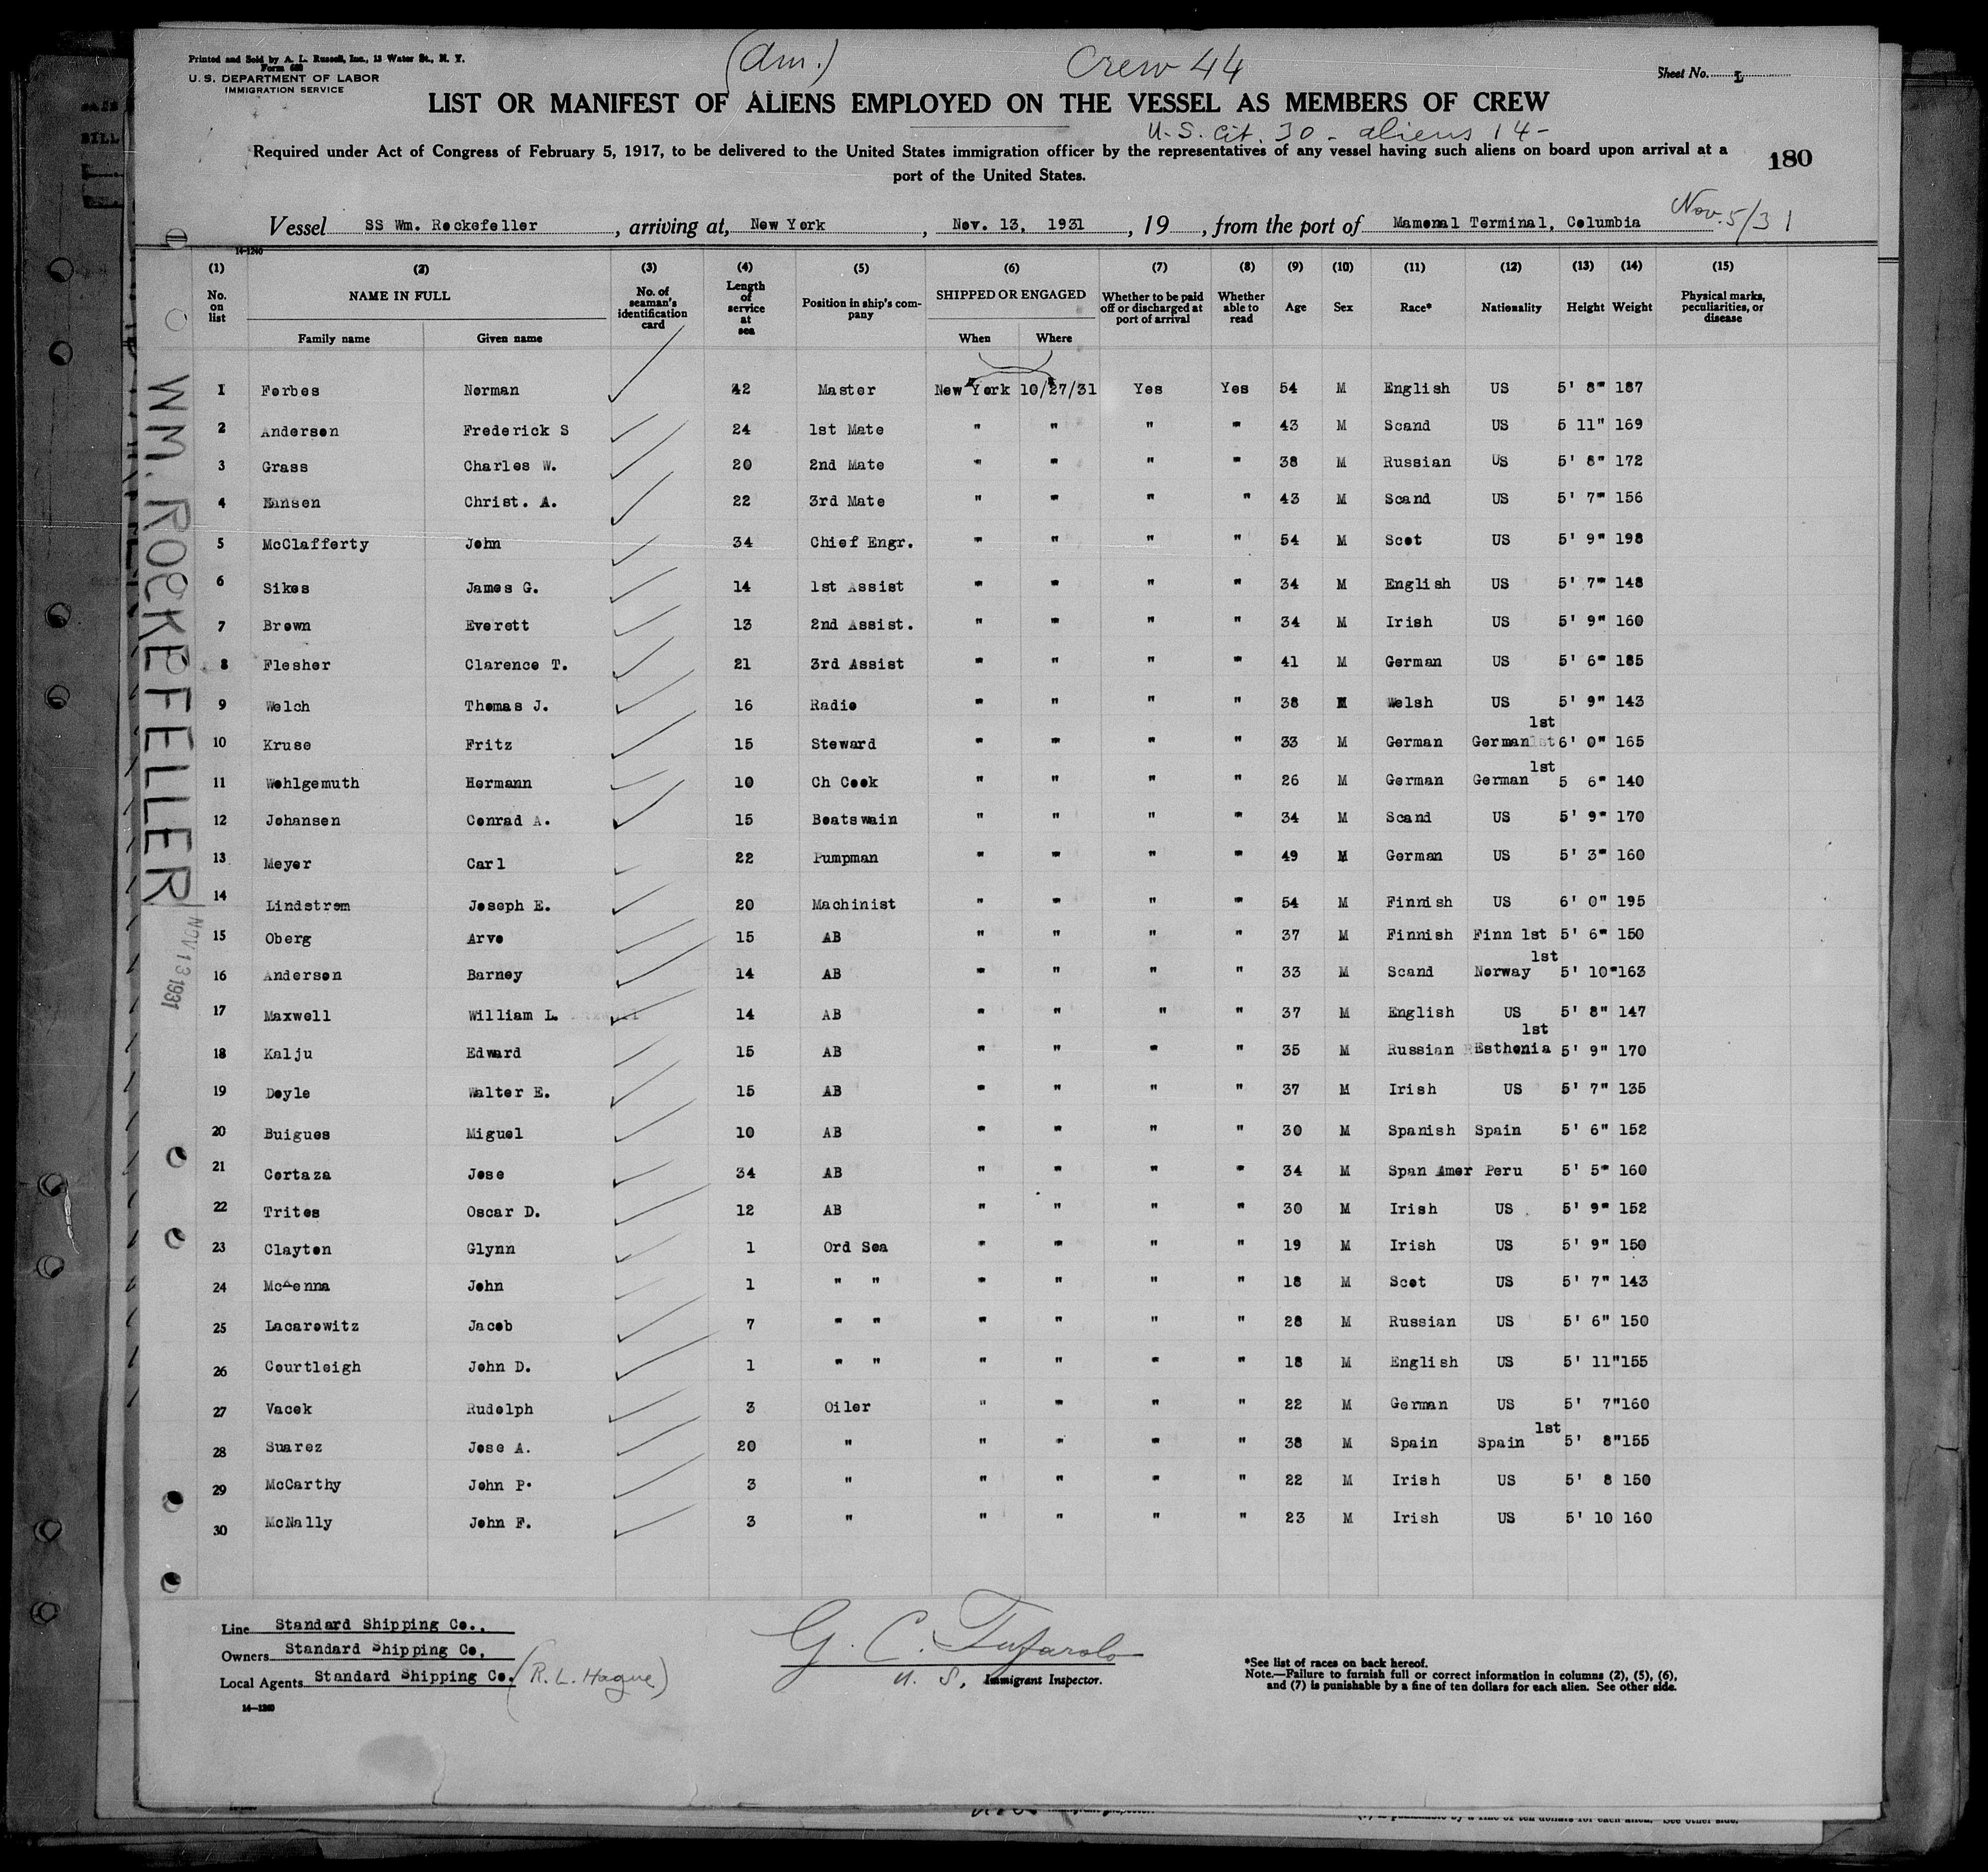 Printed and Sold by A. L. Russell, Inc., 13 Water St., N. Y.
Form 689
U. S. DEPARTMENT OF LABOR
IMMIGRATION SERVICE
(Am.)
Crew 44
Sheet No. 1
LIST OR MANIFEST OF ALIENS EMPLOYED ON THE VESSEL AS MEMBERS OF CREW
U.S. Cit. 30 - aliens 14 -
Required under Act of Congress of February 5, 1917, to be delivered to the United States immigration officer by the representatives of any vessel having such aliens on board upon arrival at a
port of the United States.
180
Vessel SS Wm. Rockefeller, arriving at, New York, Nov. 13, 1931, 19, from the port of Mamonal Terminal, Columbia Nov. 5/31
14-1240
(1) (2) (3) (4) (5) (6) (7) (8) (9) (10) (11) (12) (13) (14) (15)
No. on list NAME IN FULL Family name Given name No. of seaman's identification card Length of service at sea Position in ship's company SHIPPED OR ENGAGED When Where Whether to be paid off or discharged at port of arrival Whether able to read Age Sex Race* Nationality Height Weight Physical marks, peculiarities, or disease
1 Forbes Norman 42 Master New York 10/27/31 Yes Yes 54 M English US 5' 8" 187
2 Anderson Frederick S 24 1st Mate " " " " 43 M Scand US 5 11" 169
3 Grass Charles W. 20 2nd Mate " " " " 38 M Russian US 5' 8" 172
4 Hansen Christ. A. 22 3rd Mate " " " " 43 M Scand US 5' 7" 156
5 McClafferty John 34 Chief Engr. " " " " 54 M Scot US 5' 9" 198
6 Sikes James G. 14 1st Assist " " " " 34 M English US 5' 7" 148
7 Brown Everett 13 2nd Assist. " " " " 34 M Irish US 5' 9" 160
8 Flesher Clarence T. 21 3rd Assist " " " " 41 M German US 5' 6" 185
9 Welch Thomas J. 16 Radio " " " " 38 M Welsh US 5' 9" 143
10 Kruse Fritz 15 Steward " " " " 33 M German German 1st 6' 0" 165
11 Wohlgemuth Hermann 10 Ch Cook " " " " 26 M German German 1st 5 6" 140
12 Johansen Conrad A. 15 Boatswain " " " " 34 M Scand US 5' 9" 170
13 Meyer Carl 22 Pumpman " " " " 49 M German US 5' 3" 160
14 Lindstrom Joseph E. 20 Machinist " " " " 54 M Finnish US 6' 0" 195
15 Oberg Arvo 15 AB " " " " 37 M Finnish Finn 1st 5' 6" 150
16 Anderson Barney 14 AB " " " " 33 M Scand Norway 1st 5' 10" 163
17 Maxwell William L. 14 AB " " " " 37 M English US 5' 8" 147
18 Kalju Edward 15 AB " " " " 35 M Russian Esthonia 1st 5' 9" 170
19 Doyle Walter E. 15 AB " " " " 37 M Irish US 5' 7" 135
20 Buigues Miguel 10 AB " " " " 30 M Spanish Spain 5' 6" 152
21 Cortaza Jose 34 AB " " " " 34 M Span Amer Peru 5' 5" 160
22 Trites Oscar D. 12 AB " " " " 30 M Irish US 5' 9" 152
23 Clayton Glynn 1 Ord Sea " " " " 19 M Irish US 5' 9" 150
24 McKenna John 1 " " " " " " 18 M Scot US 5' 7" 143
25 Lacarowitz Jacob 7 " " " " " " 28 M Russian US 5' 6" 150
26 Courtleigh John D. 1 " " " " " " 18 M English US 5' 11" 155
27 Vacek Rudolph 3 Oiler " " " " 22 M German US 5' 7" 160
28 Suarez Jose A. 20 " " " " " 38 M Spain Spain 1st 5' 8" 155
29 McCarthy John P. 3 " " " " " 22 M Irish US 5' 8 150
30 McNally John F. 3 " " " " " 23 M Irish US 5' 10 160
WM. ROCKEFELLER
NOV 13 1931
Line Standard Shipping Co.,
Owners Standard Shipping Co.
Local Agents Standard Shipping Co. (R. L. Hague)
14-1240
G. C. Tufarolo
U. S. Immigrant Inspector.
*See list of races on back hereof.
Note.—Failure to furnish full or correct information in columns (2), (5), (6),
and (7) is punishable by a fine of ten dollars for each alien. See other side.